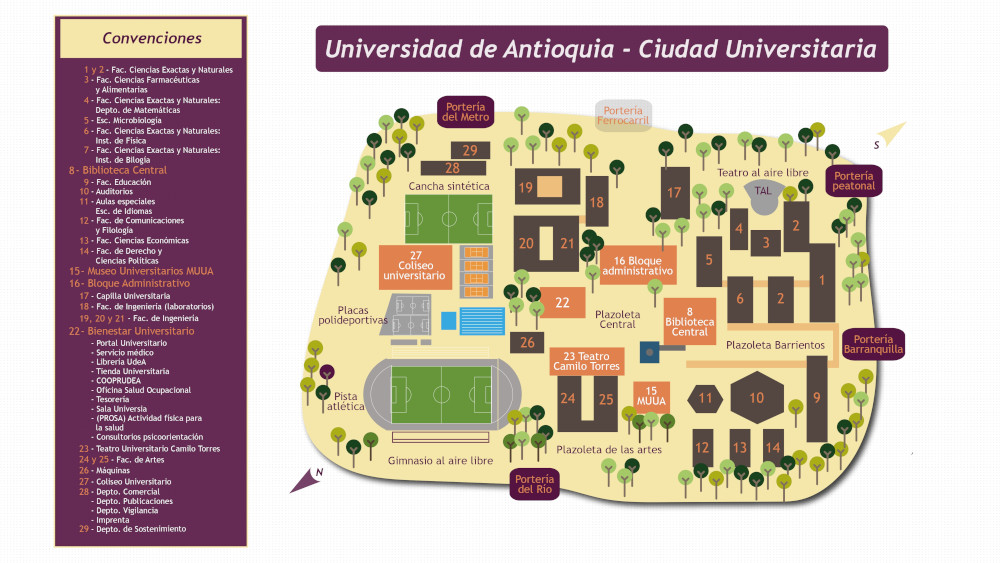 Convenciones
1 y 2 - Fac. Ciencias Exactas y Naturales
3 - Fac. Ciencias Farmacéuticas
y Alimentarias
4 - Fac. Ciencias Exactas y Naturales:
Depto. de Matemáticas
5 - Esc. Microbiología
6 - Fac. Ciencias Exactas y Naturales:
Inst. de Física
7 - Fac. Ciencias Exactas y Naturales:
Inst. de Bilogía
8- Biblioteca Central
9 - Fac. Educación
10 - Auditorios
11 - Aulas especiales
Esc. de Idiomas
12 - Fac. de Comunicaciones
y Filología
13 - Fac. Ciencias Económicas
14 - Fac. de Derecho y
Ciencias Políticas
15- Museo Universitarios MUUA
16- Bloque Administrativo
17 - Capilla Universitaria
18 - Fac. de Ingeniería (laboratorios)
19, 20 y 21 - Fac. de Ingeniería
22- Bienestar Universitario
- Portal Universitario
- Servicio médico
- Librería UdeA
- Tienda Universitaria
- COOPRUDEA
- Oficina Salud Ocupacional
- Tesorería
- Sala Universia
- (PROSA) Actividad física para
la salud
- Consultorios psicoorientación
23 - Teatro Universitario Camilo Torres
24 y 25 - Fac. de Artes
26 - Máquinas
27 - Coliseo Universitario
28 - Depto. Comercial
- Depto. Publicaciones
- Depto. Vigilancia
- Imprenta
29 - Depto. de Sostenimiento
Universidad de Antioquia - Ciudad Universitaria
Portería
del Metro
Portería
Ferrocarril
S
Portería
peatonal
29
28
Cancha sintética
19
18
17
Teatro al aire libre
TAL
4
3
2
20
21
5
1
27
Coliseo
universitario
16 Bloque
administrativo
6
2
22
Placas
polideportivas
Plazoleta
Central
8
Biblioteca
Central
26
Plazoleta Barrientos
Portería
Barranquilla
23 Teatro
Camilo Torres
24
25
15
MUUA
11
10
9
Pista
atlética
12
13
14
Plazoleta de las artes
Gimnasio al aire libre
N
Portería
del Río